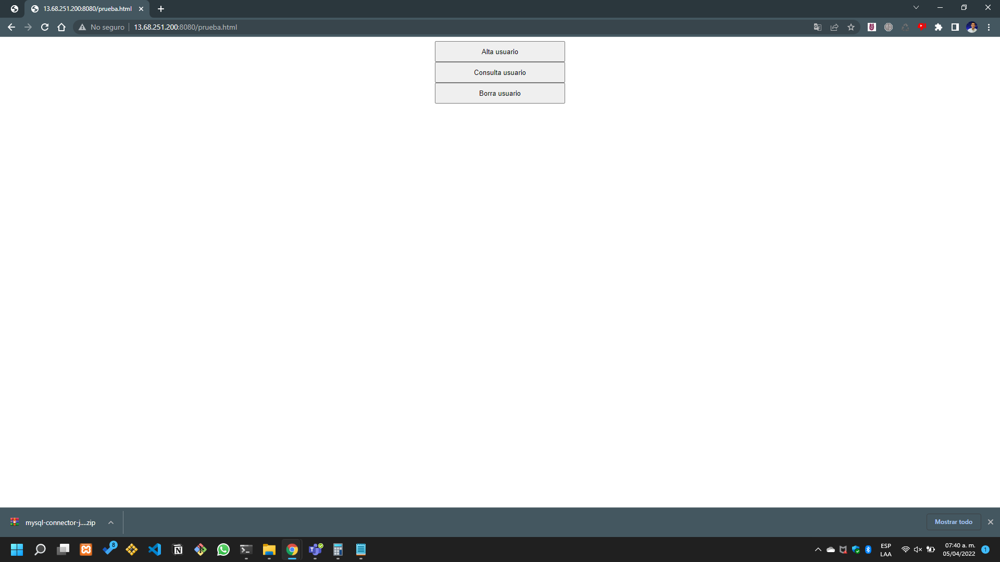 13.68.251.200:8080/prueba.html
No seguro
13.68.251.200:8080/prueba.html
Alta usuario
Consulta usuario
Borra usuario
mysql-connector-j....zip
Mostrar todo
8
ESP
LAA
07:40 a. m.
05/04/2022
1